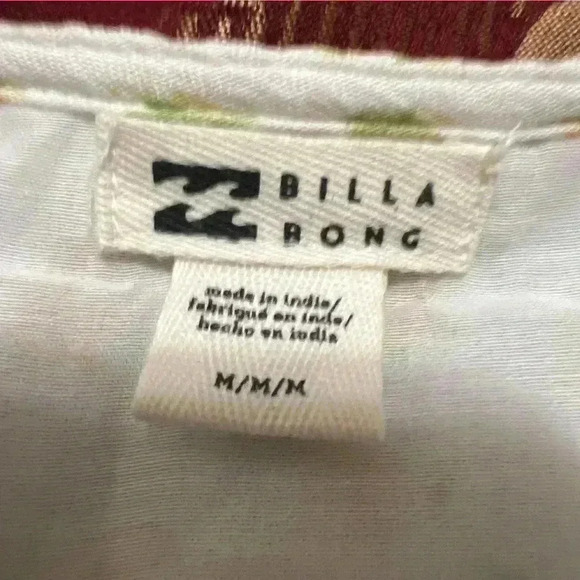 BILLA
BONG
made in india/
fabriqué en inde/
hecho en india
M/M/M